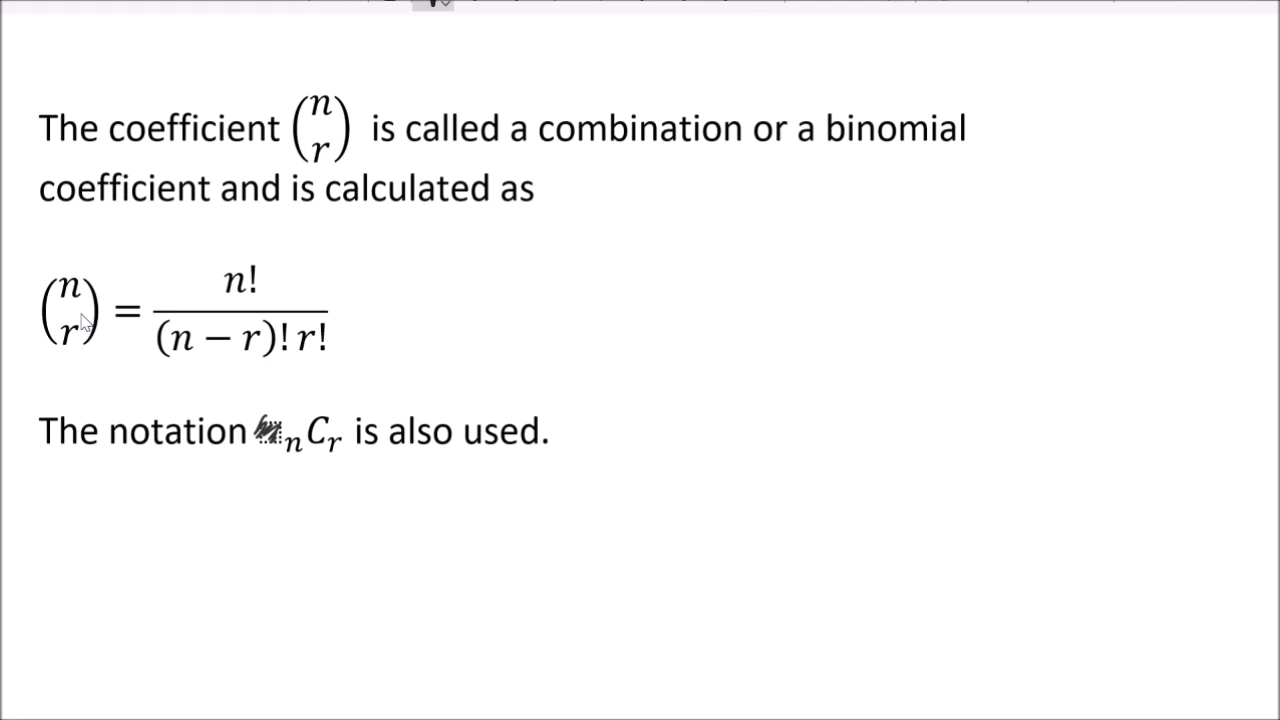 The coefficient (n r) is called a combination or a binomial
coefficient and is calculated as
(n r) = n! / (n − r)! r!
The notation nCr is also used.